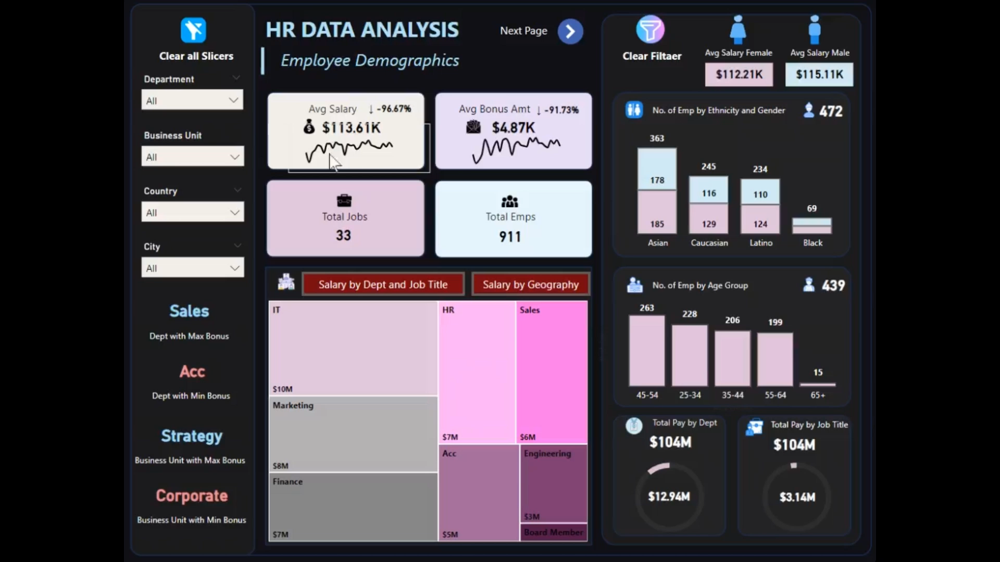 Clear all Slicers
Department
All
Business Unit
All
Country
All
City
All
Sales
Dept with Max Bonus
Acc
Dept with Min Bonus
Strategy
Business Unit with Max Bonus
Corporate
Business Unit with Min Bonus
HR DATA ANALYSIS
Employee Demographics
Next Page
Avg Salary ↓ -96.67%
$113.61K
Avg Bonus Amt ↓ -91.73%
$4.87K
Total Jobs
33
Total Emps
911
Salary by Dept and Job Title
Salary by Geography
IT
$10M
Marketing
$8M
Finance
$7M
HR
$7M
Sales
$6M
Acc
$5M
Engineering
$3M
Board Member
Clear Filtaer
Avg Salary Female
$112.21K
Avg Salary Male
$115.11K
No. of Emp by Ethnicity and Gender
472
363
245
234
69
178
116
110
185
129
124
Asian
Caucasian
Latino
Black
No. of Emp by Age Group
439
263
228
206
199
15
45-54
25-34
35-44
55-64
65+
Total Pay by Dept
$104M
$12.94M
Total Pay by Job Title
$104M
$3.14M